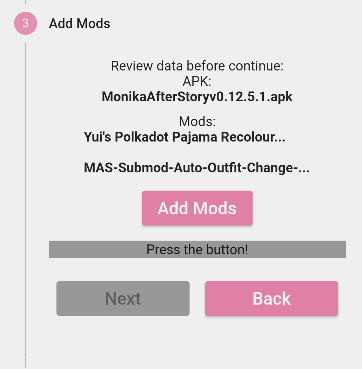 3 Add Mods
Review data before continue:
APK:
MonikaAfterStoryv0.12.5.1.apk
Mods:
Yui's Polkadot Pajama Recolour...
MAS-Submod-Auto-Outfit-Change-...
Add Mods
Press the button!
Next Back